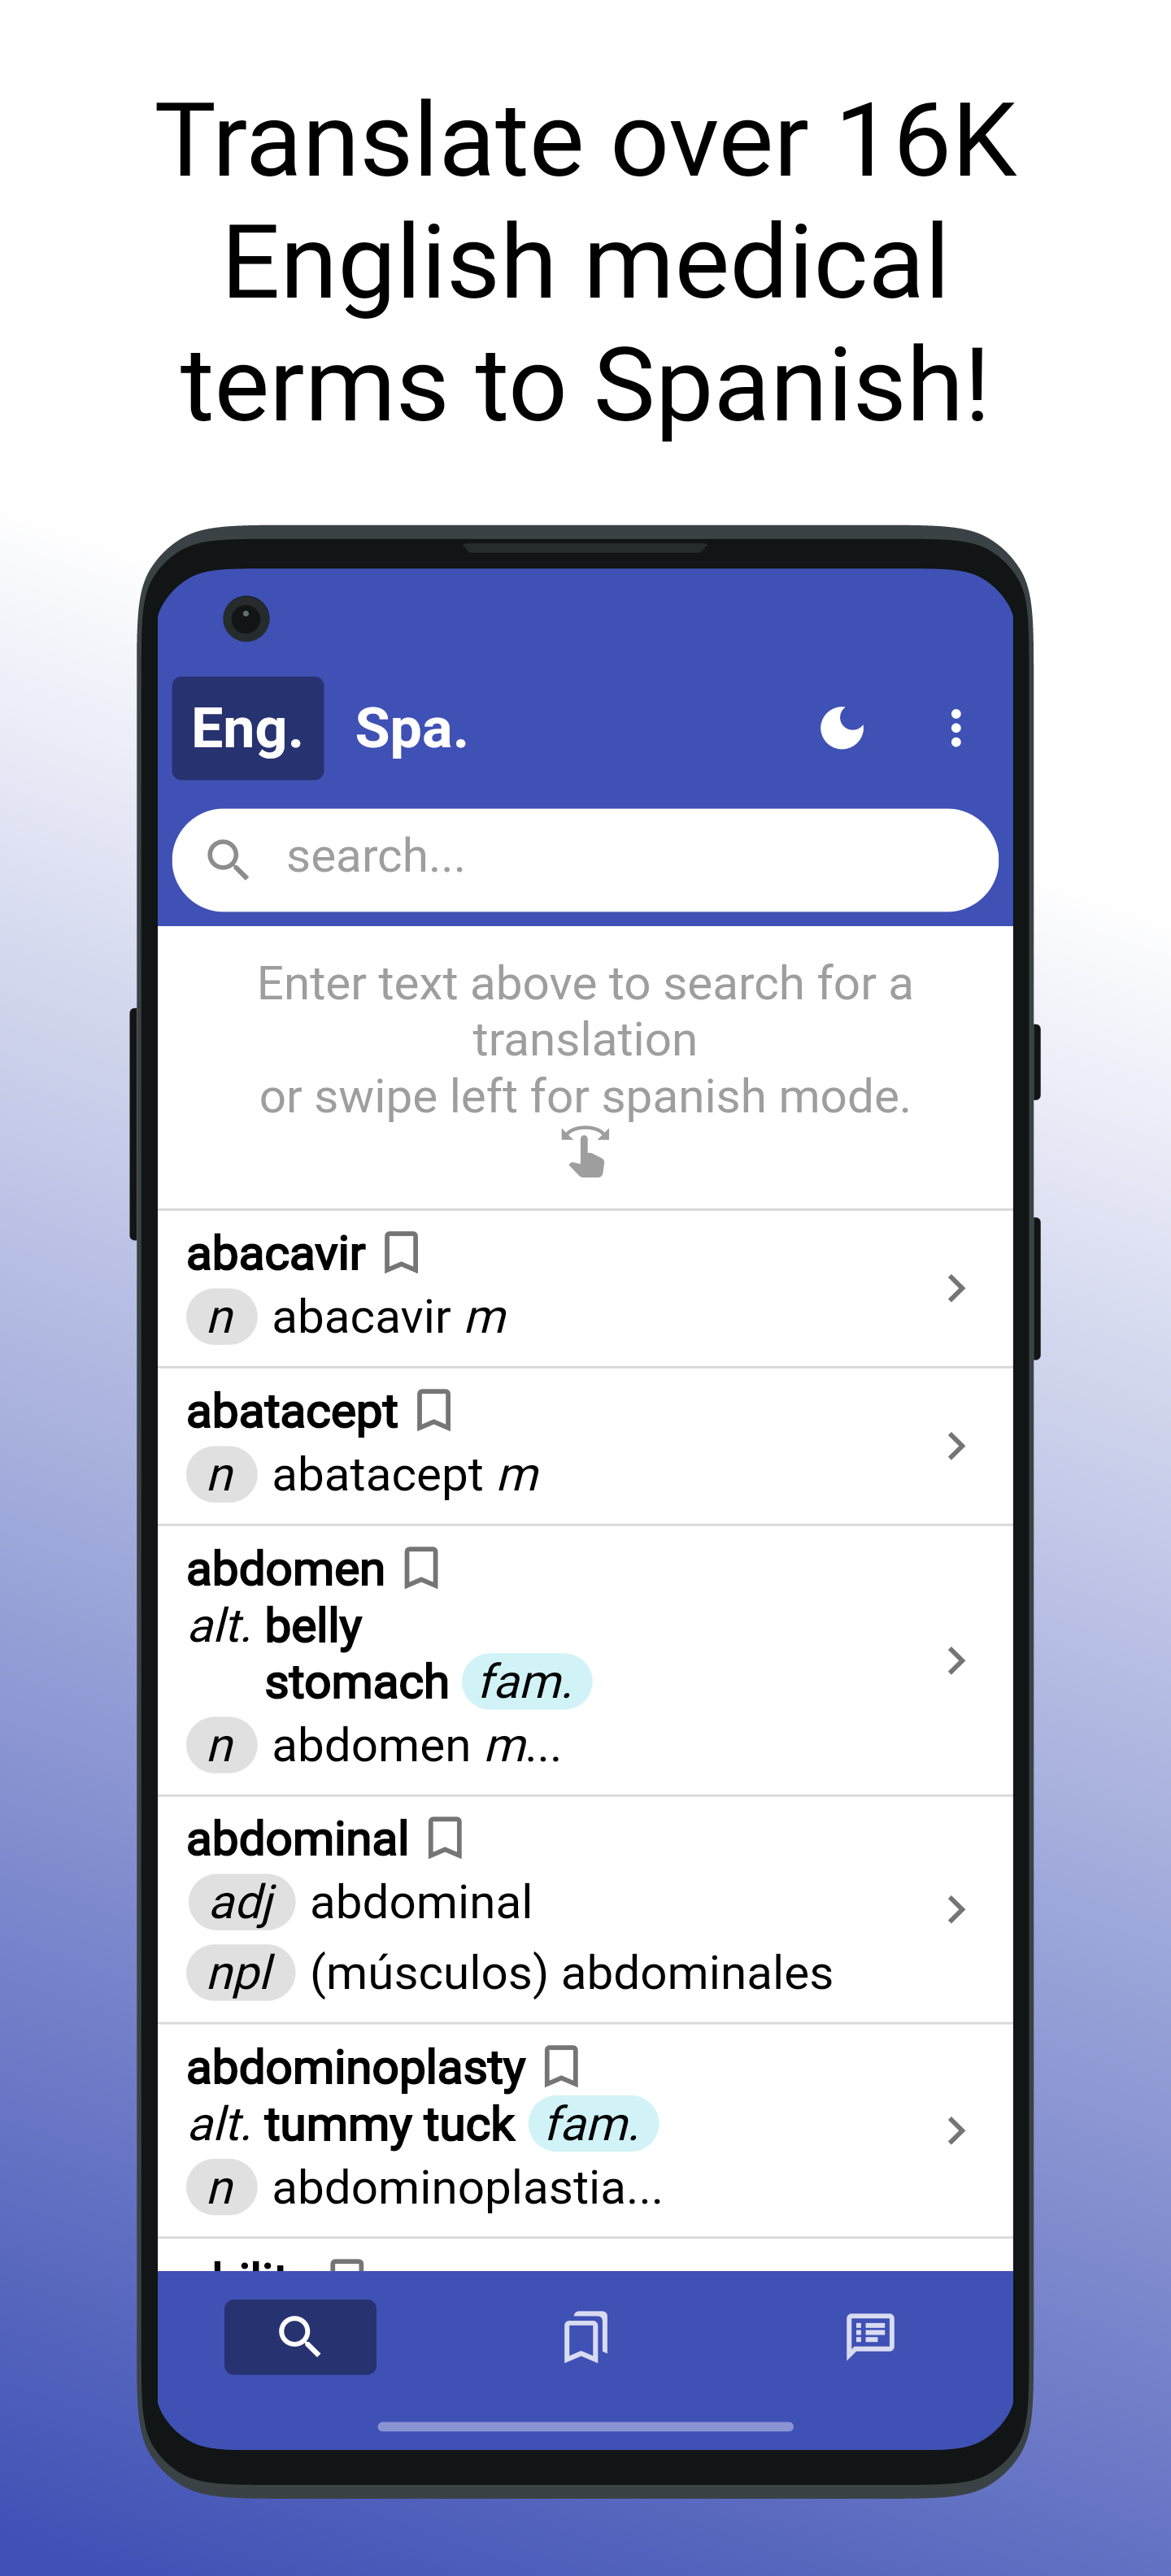 Translate over 16K
English medical
terms to Spanish!
Eng. Spa.
search...
Enter text above to search for a
translation
or swipe left for spanish mode.
abacavir
n abacavir m
abatacept
n abatacept m
abdomen
alt. belly
stomach fam.
n abdomen m...
abdominal
adj abdominal
npl (músculos) abdominales
abdominoplasty
alt. tummy tuck fam.
n abdominoplastia...